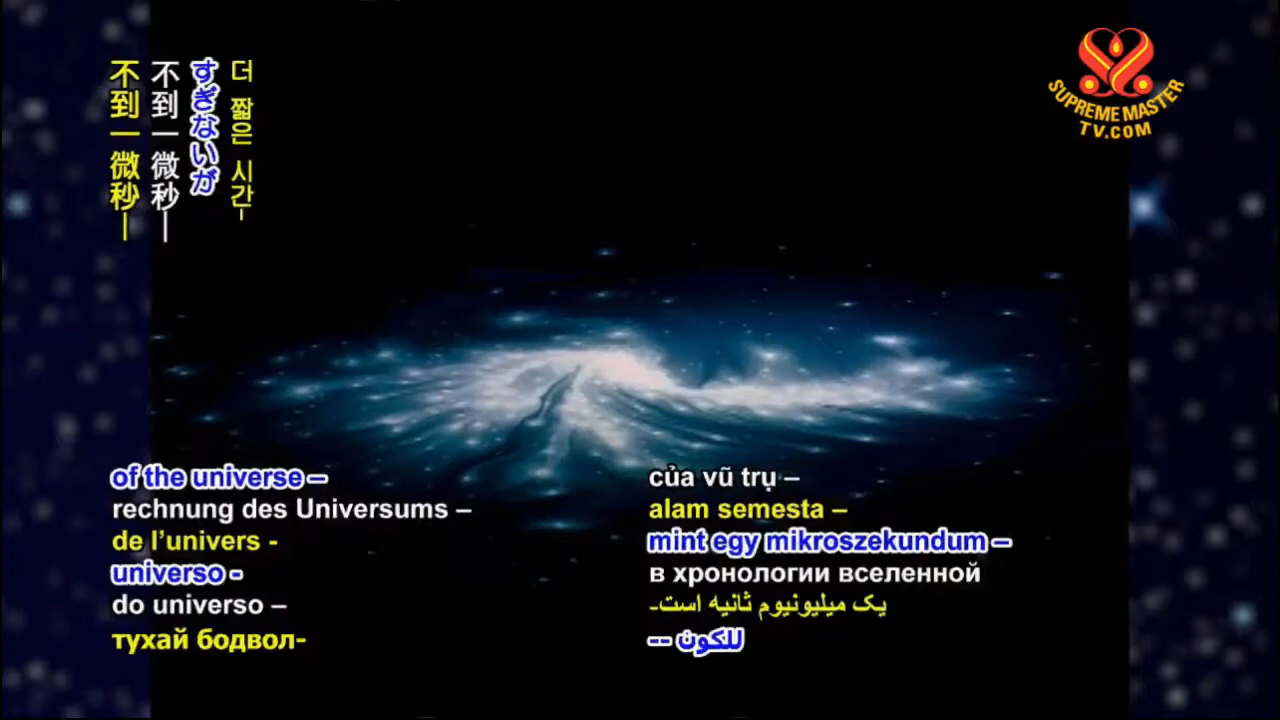 不到一微秒—
不到一微秒—
すぎないが
더 짧은 시간-
SUPREME MASTER
TV.COM
of the universe –
rechnung des Universums –
de l’univers -
universo -
do universo –
тухай бодвол-
của vũ trụ –
alam semesta –
mint egy mikroszekundum –
в хронологии вселенной
یک میلیونیوم ثانیه است-
للكون --